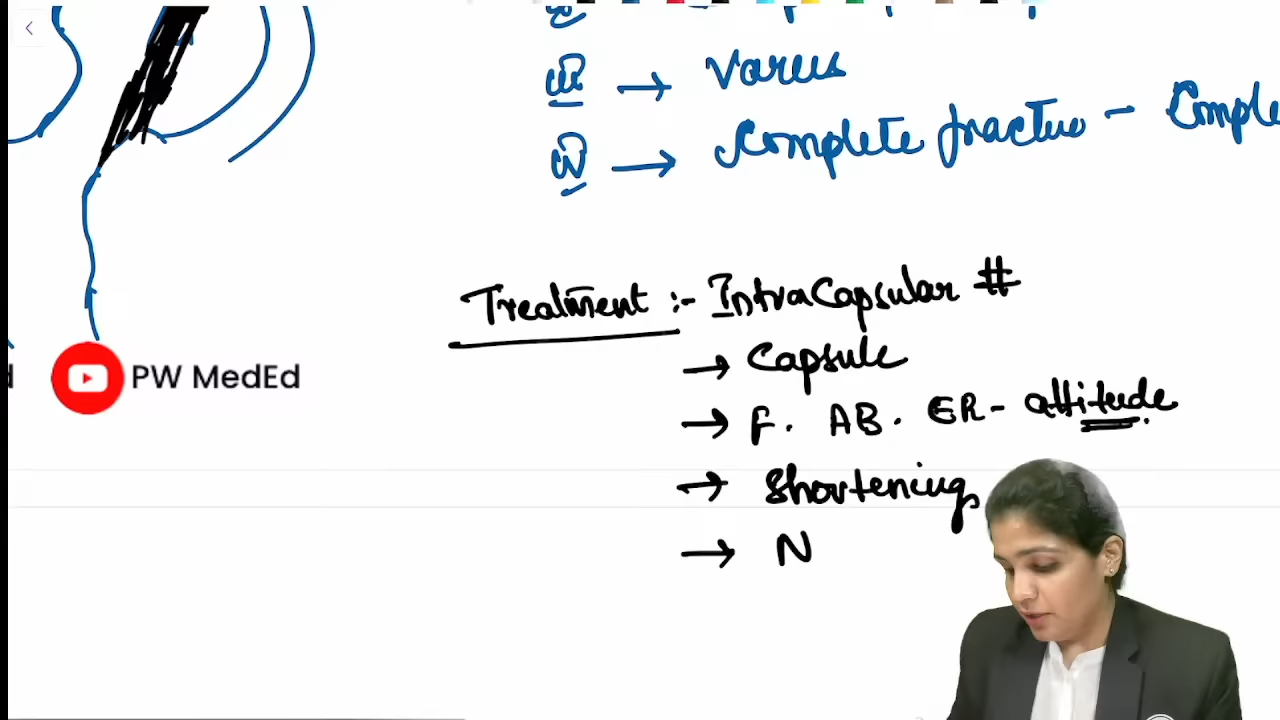 iii → Varus
iv → Complete fractue - Comple
Treatment :- IntraCapsular #
→ Capsule
→ F. AB. ER - attitude
→ Shortening
→ N
d PW MedEd